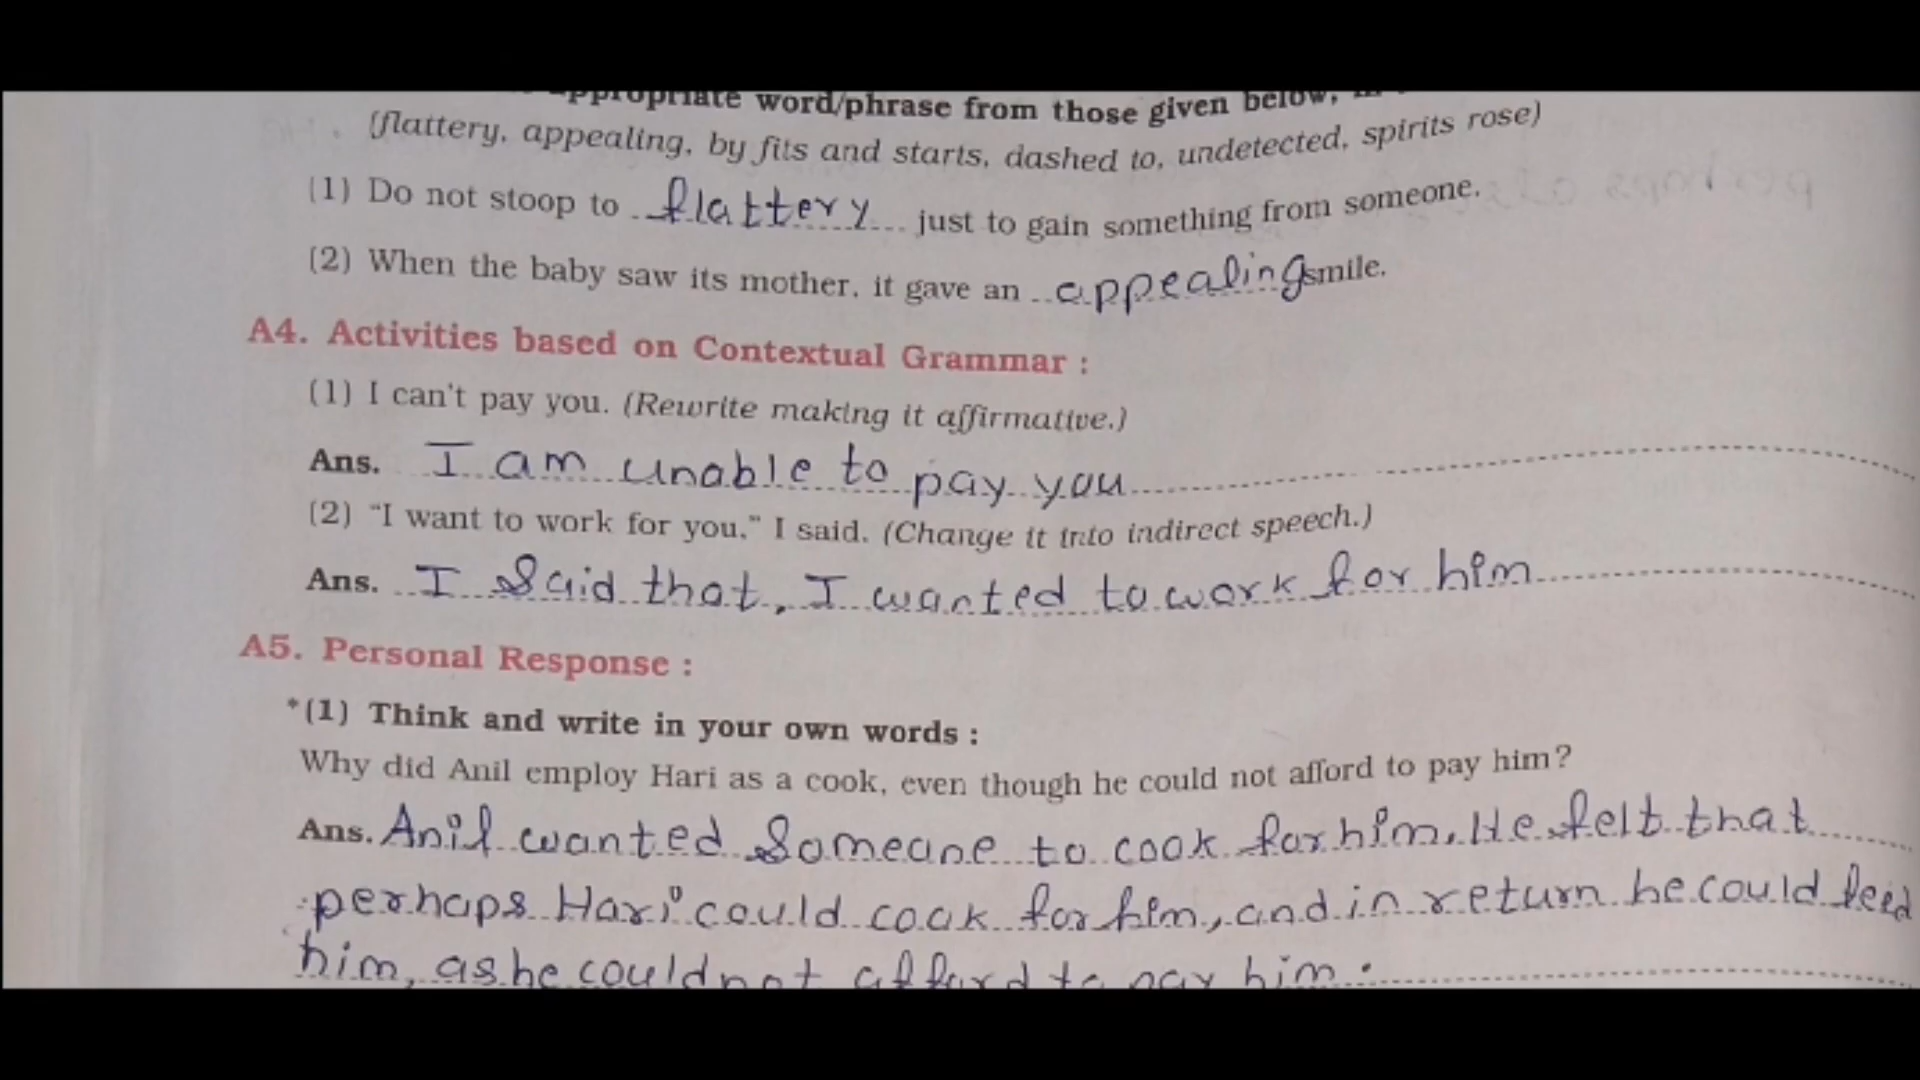 appropriate word/phrase from those given below,
(flattery, appealing, by fits and starts, dashed to, undetected, spirits rose)
(1) Do not stoop to flattery just to gain something from someone.
(2) When the baby saw its mother, it gave an appealing smile.
A4. Activities based on Contextual Grammar :
(1) I can't pay you. (Rewrite making it affirmative.)
Ans. I am unable to pay you
(2) "I want to work for you," I said. (Change it into indirect speech.)
Ans. I Said that, I wanted to work for him
A5. Personal Response :
*(1) Think and write in your own words :
Why did Anil employ Hari as a cook, even though he could not afford to pay him?
Ans. Anil wanted Someone to cook for him. He felt that
perhaps Hari could cook for him, and in return he could feed
him, as he could not afford to pay him.